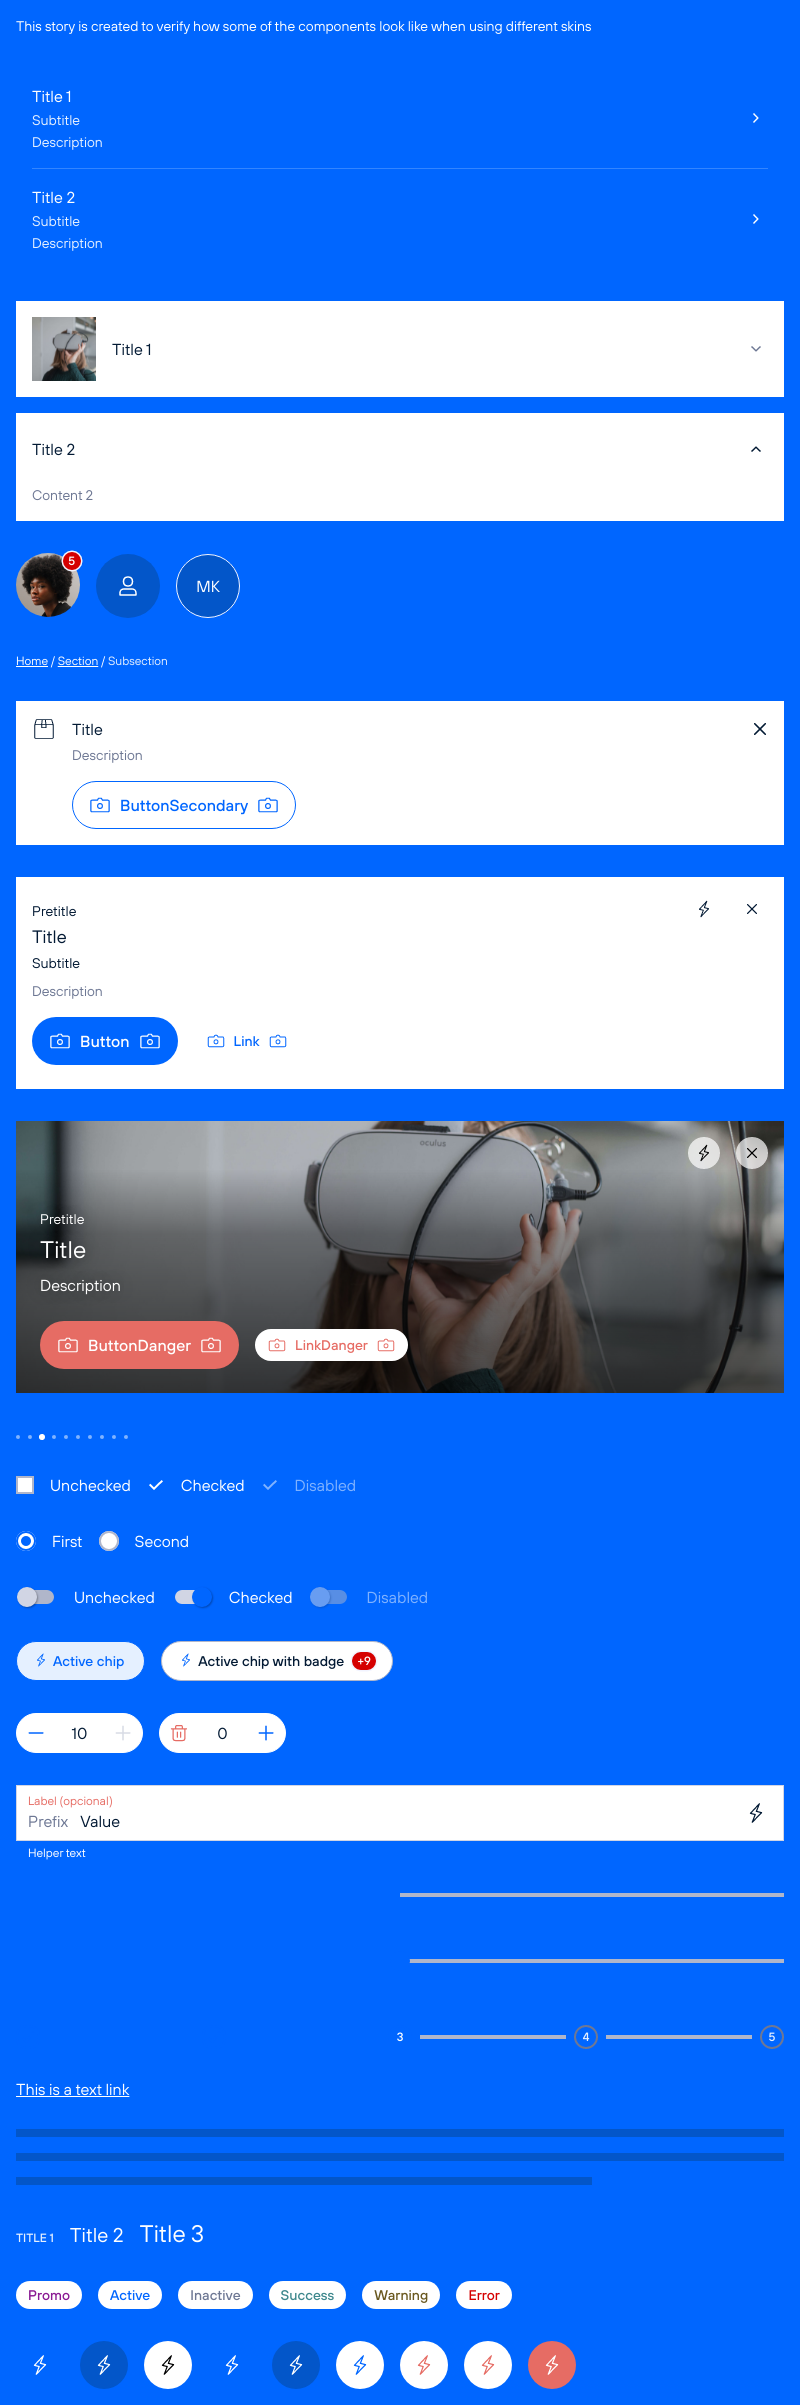 This story is created to verify how some of the components look like when using different skins
Title 1
Subtitle
Description
Title 2
Subtitle
Description
Title 1
Title 2
Content 2
5
MK
Home / Section / Subsection
Title
Description
ButtonSecondary
Pretitle
Title
Subtitle
Description
Button
Link
oculus
Pretitle
Title
Description
ButtonDanger
LinkDanger
Unchecked
Checked
Disabled
First
Second
Unchecked
Checked
Disabled
Active chip
Active chip with badge +9
10
0
Label (opcional)
Prefix Value
Helper text
3
4
5
This is a text link
TITLE 1
Title 2
Title 3
Promo
Active
Inactive
Success
Warning
Error